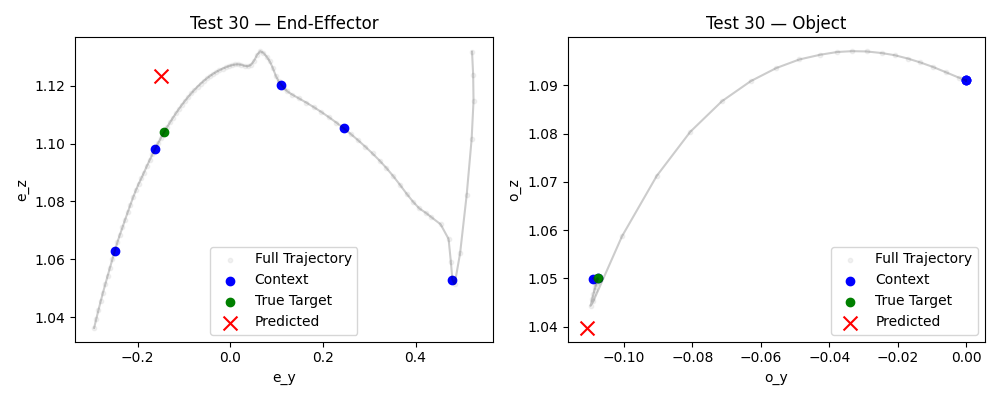 Test 30 — End-Effector
1.12
1.10
1.08
1.06
1.04
e_z
−0.2
0.0
0.2
0.4
e_y
Full Trajectory
Context
True Target
Predicted
Test 30 — Object
1.09
1.08
1.07
1.06
1.05
1.04
o_z
−0.10
−0.08
−0.06
−0.04
−0.02
0.00
o_y
Full Trajectory
Context
True Target
Predicted